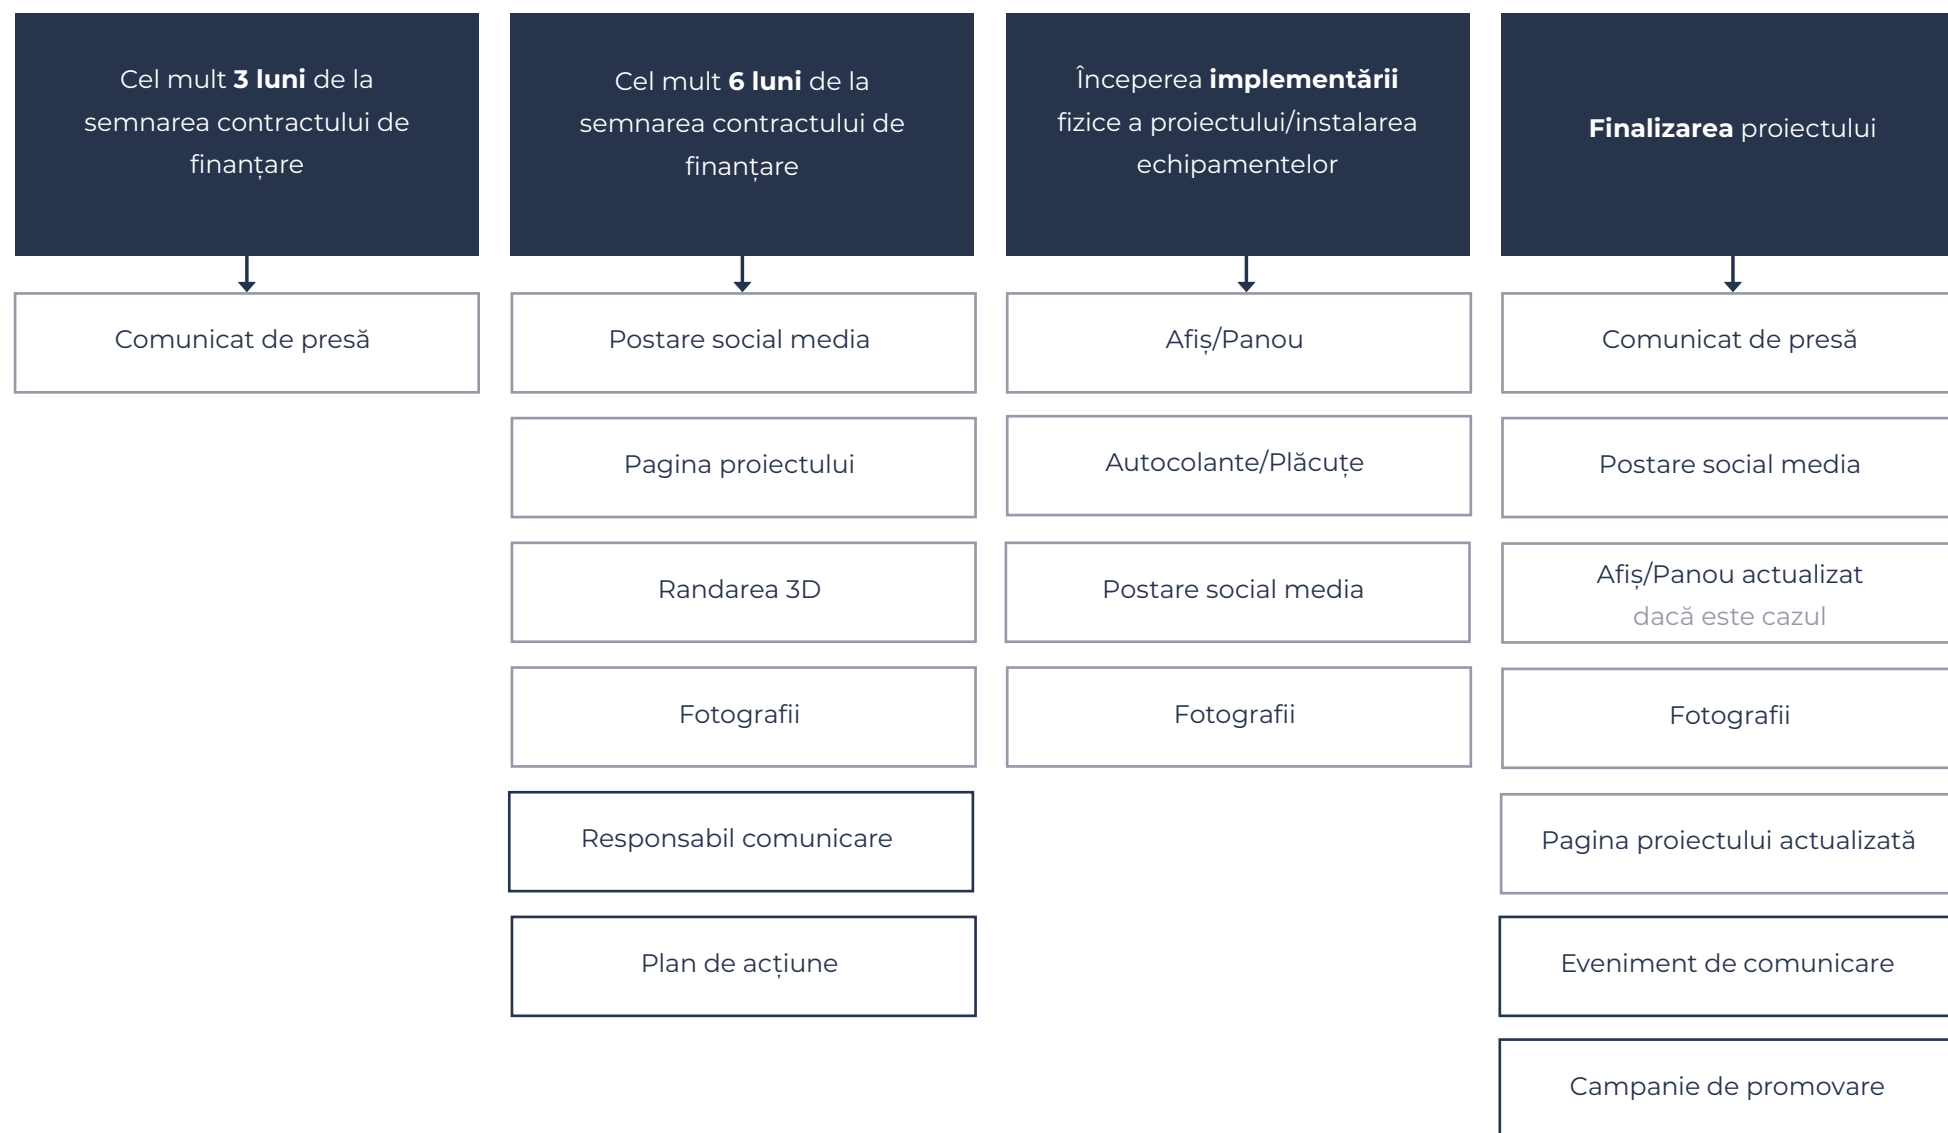 Cel mult 3 luni de la
semnarea contractului de
finanțare
Comunicat de presă
Cel mult 6 luni de la
semnarea contractului de
finanțare
Postare social media
Pagina proiectului
Randarea 3D
Fotografii
Responsabil comunicare
Plan de acțiune
Începerea implementării
fizice a proiectului/instalarea
echipamentelor
Afiș/Panou
Autocolante/Plăcuțe
Postare social media
Fotografii
Finalizarea proiectului
Comunicat de presă
Postare social media
Afiș/Panou actualizat
dacă este cazul
Fotografii
Pagina proiectului actualizată
Eveniment de comunicare
Campanie de promovare